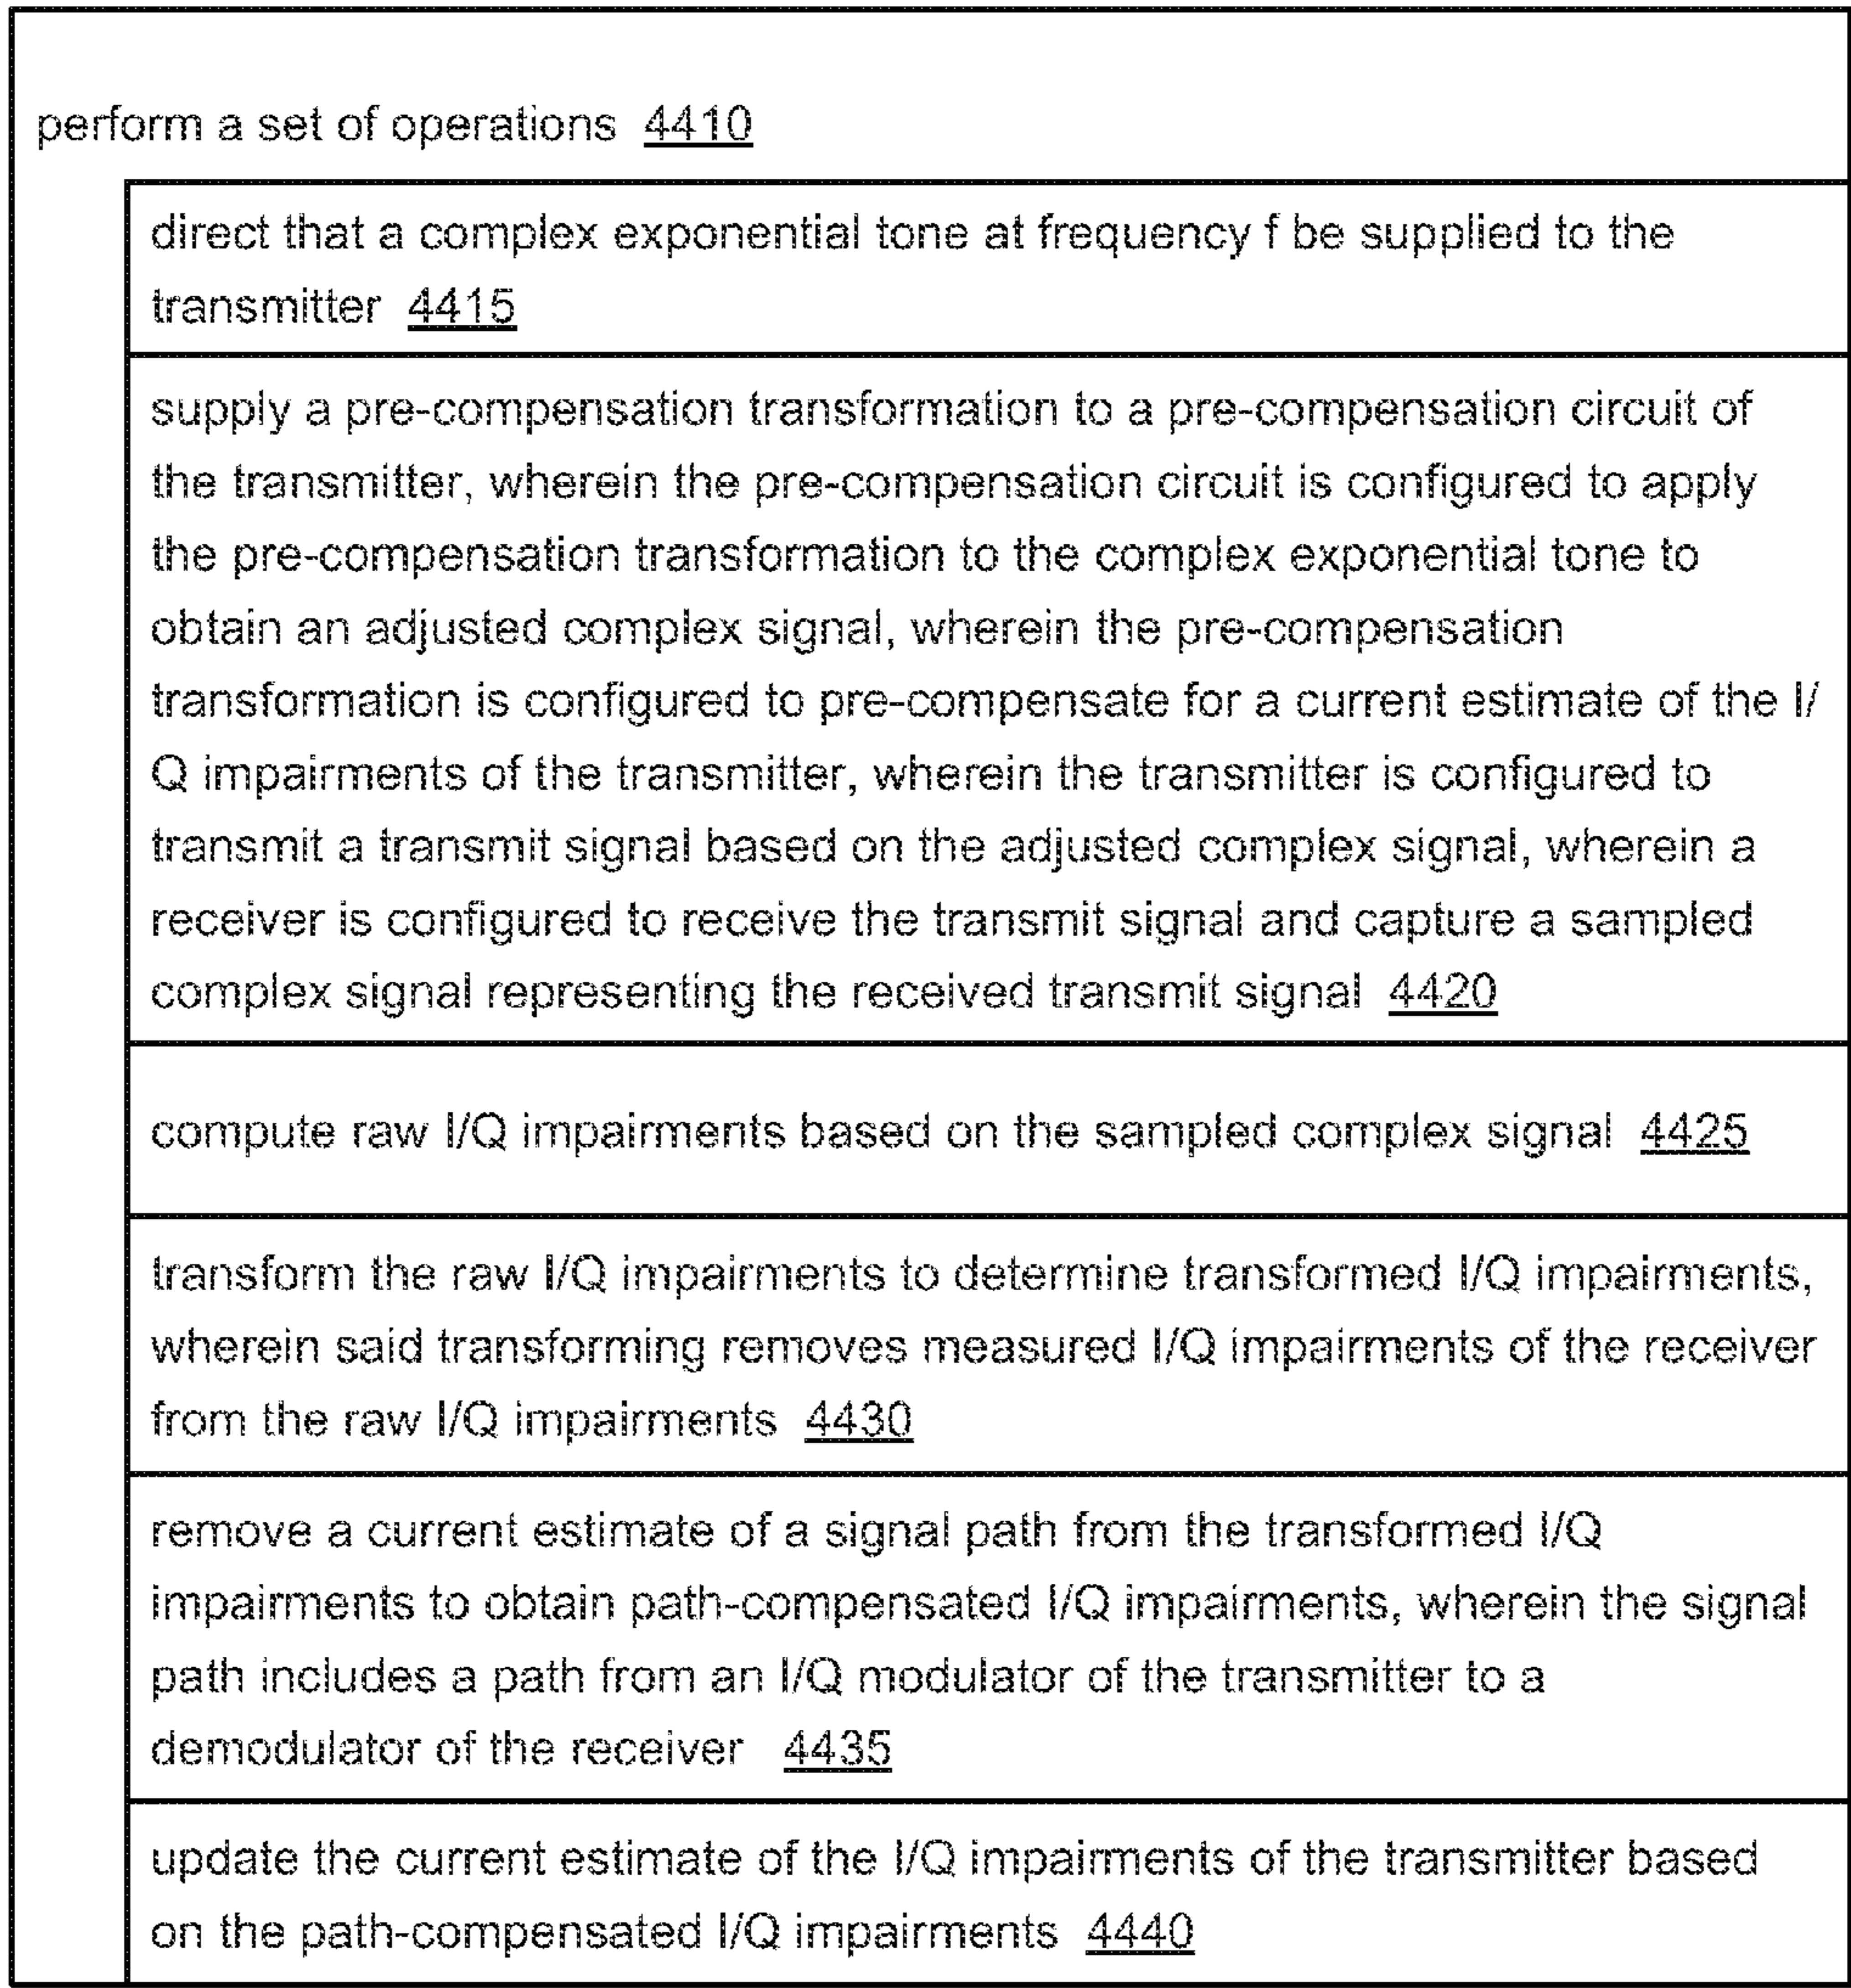 perform a set of operations 4410
direct that a complex exponential tone at frequency f be supplied to the
transmitter 4415
supply a pre-compensation transformation to a pre-compensation circuit of
the transmitter, wherein the pre-compensation circuit is configured to apply
the pre-compensation transformation to the complex exponential tone to
obtain an adjusted complex signal, wherein the pre-compensation
transformation is configured to pre-compensate for a current estimate of the I/
Q impairments of the transmitter, wherein the transmitter is configured to
transmit a transmit signal based on the adjusted complex signal, wherein a
receiver is configured to receive the transmit signal and capture a sampled
complex signal representing the received transmit signal 4420
compute raw I/Q impairments based on the sampled complex signal 4425
transform the raw I/Q impairments to determine transformed I/Q impairments,
wherein said transforming removes measured I/Q impairments of the receiver
from the raw I/Q impairments 4430
remove a current estimate of a signal path from the transformed I/Q
impairments to obtain path-compensated I/Q impairments, wherein the signal
path includes a path from an I/Q modulator of the transmitter to a
demodulator of the receiver 4435
update the current estimate of the I/Q impairments of the transmitter based
on the path-compensated I/Q impairments 4440